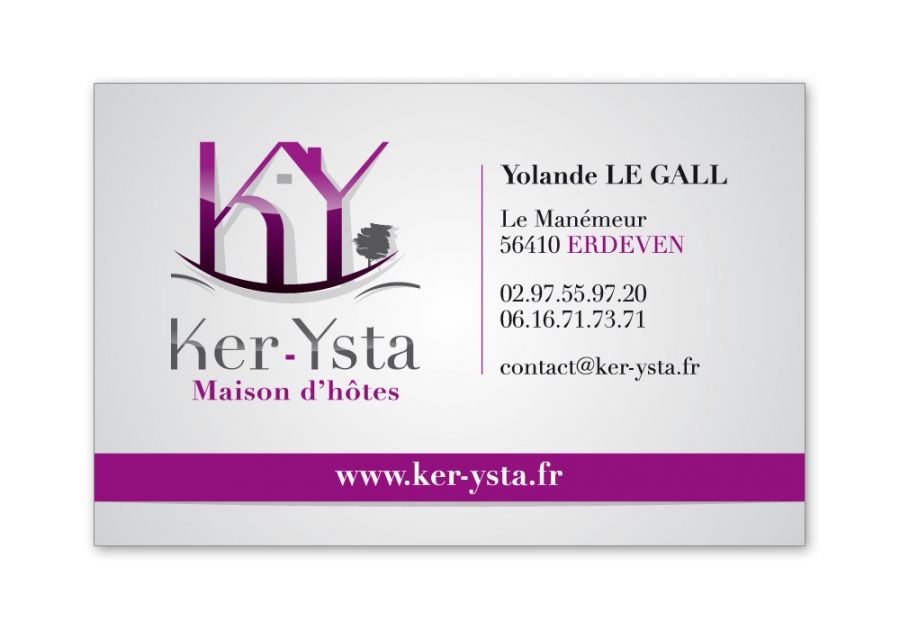 KY
Ker-Ysta
Maison d'hôtes
Yolande LE GALL
Le Manémeur
56410 ERDEVEN
02.97.55.97.20
06.16.71.73.71
contact@ker-ysta.fr
www.ker-ysta.fr